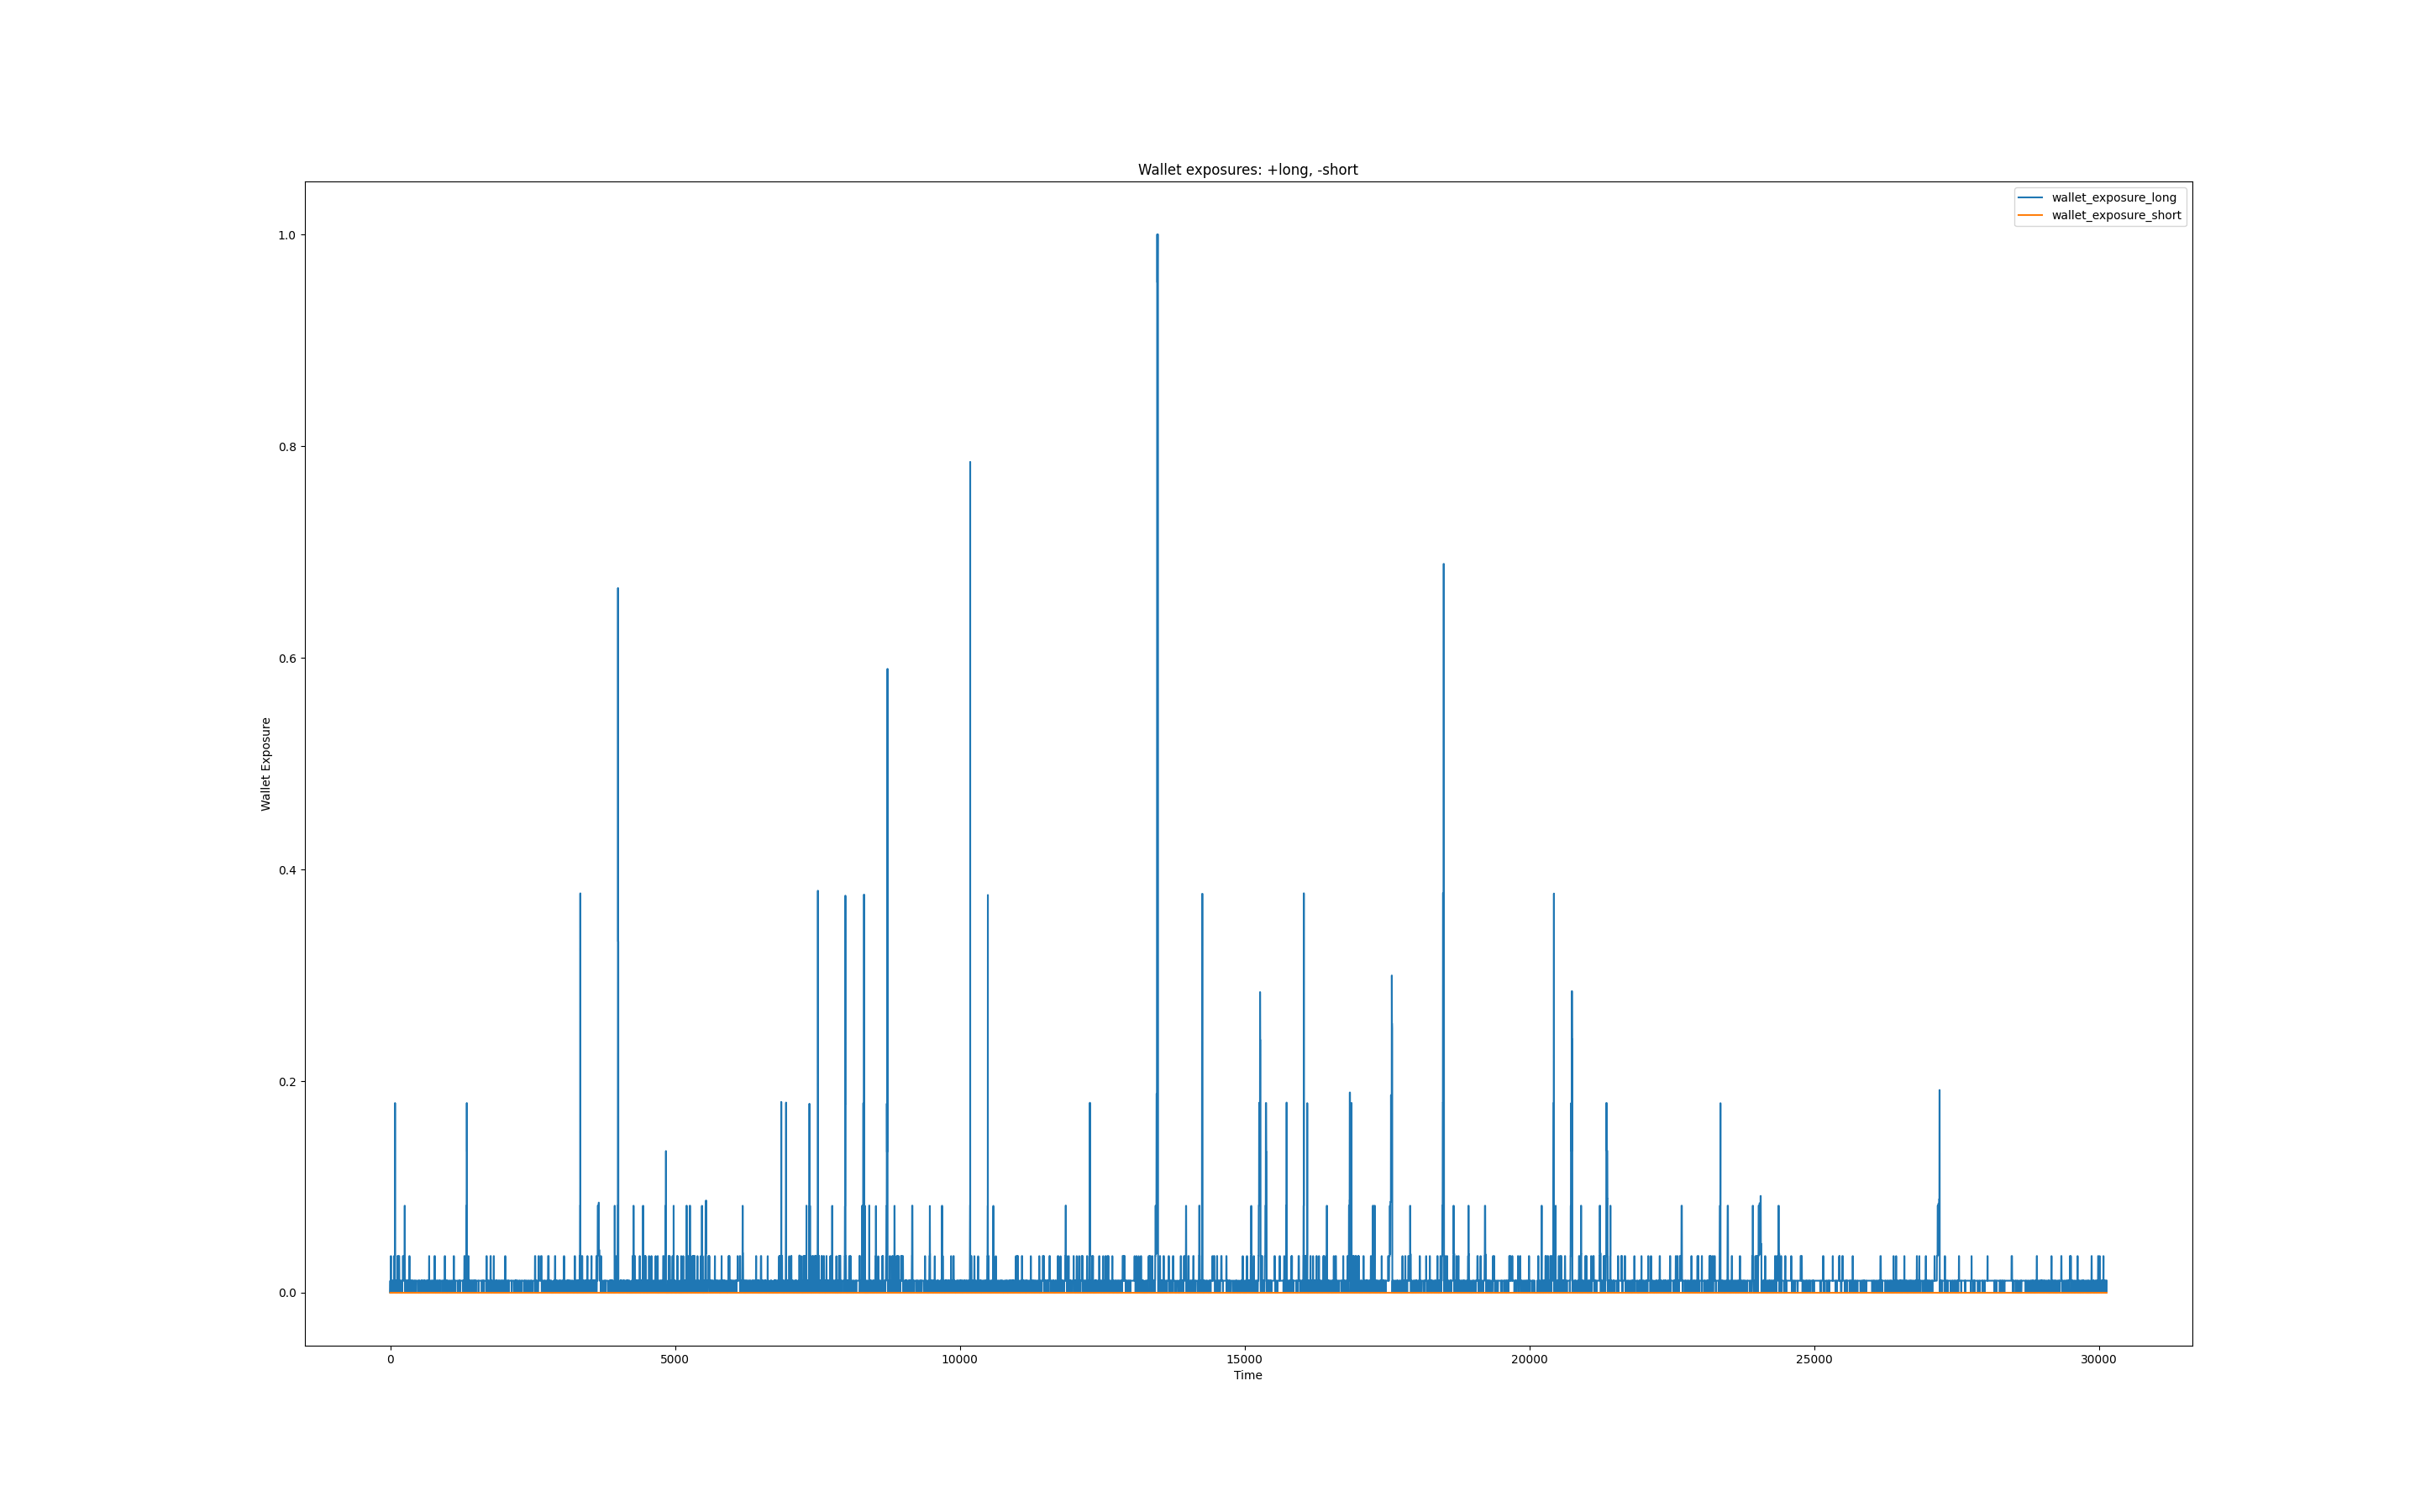 Wallet exposures: +long, -short
wallet_exposure_long
wallet_exposure_short
1.0
0.8
0.6
0.4
0.2
0.0
Wallet Exposure
0 5000 10000 15000 20000 25000 30000
Time